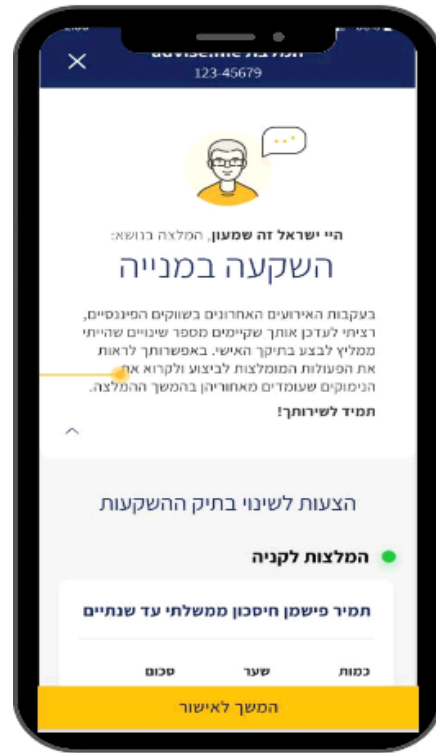 123-45679
היי ישראל זה שמעון, המלצה בנושא:
השקעה במנייה
בעקבות האירועים האחרונים בשווקים הפיננסיים,
רציתי לעדכן אותך שקיימים מספר שינויים שהייתי
ממליץ לבצע בתיקך האישי. באפשרותך לראות
את הפעולות המומלצות לביצוע ולקרוא את
הנימוקים שעומדים מאחוריהן בהמשך ההמלצה.
תמיד לשירותך!
הצעות לשינוי בתיק ההשקעות
המלצות לקניה
תמיר פישמן חיסכון ממשלתי עד שנתיים
כמות שער סכום
המשך לאישור